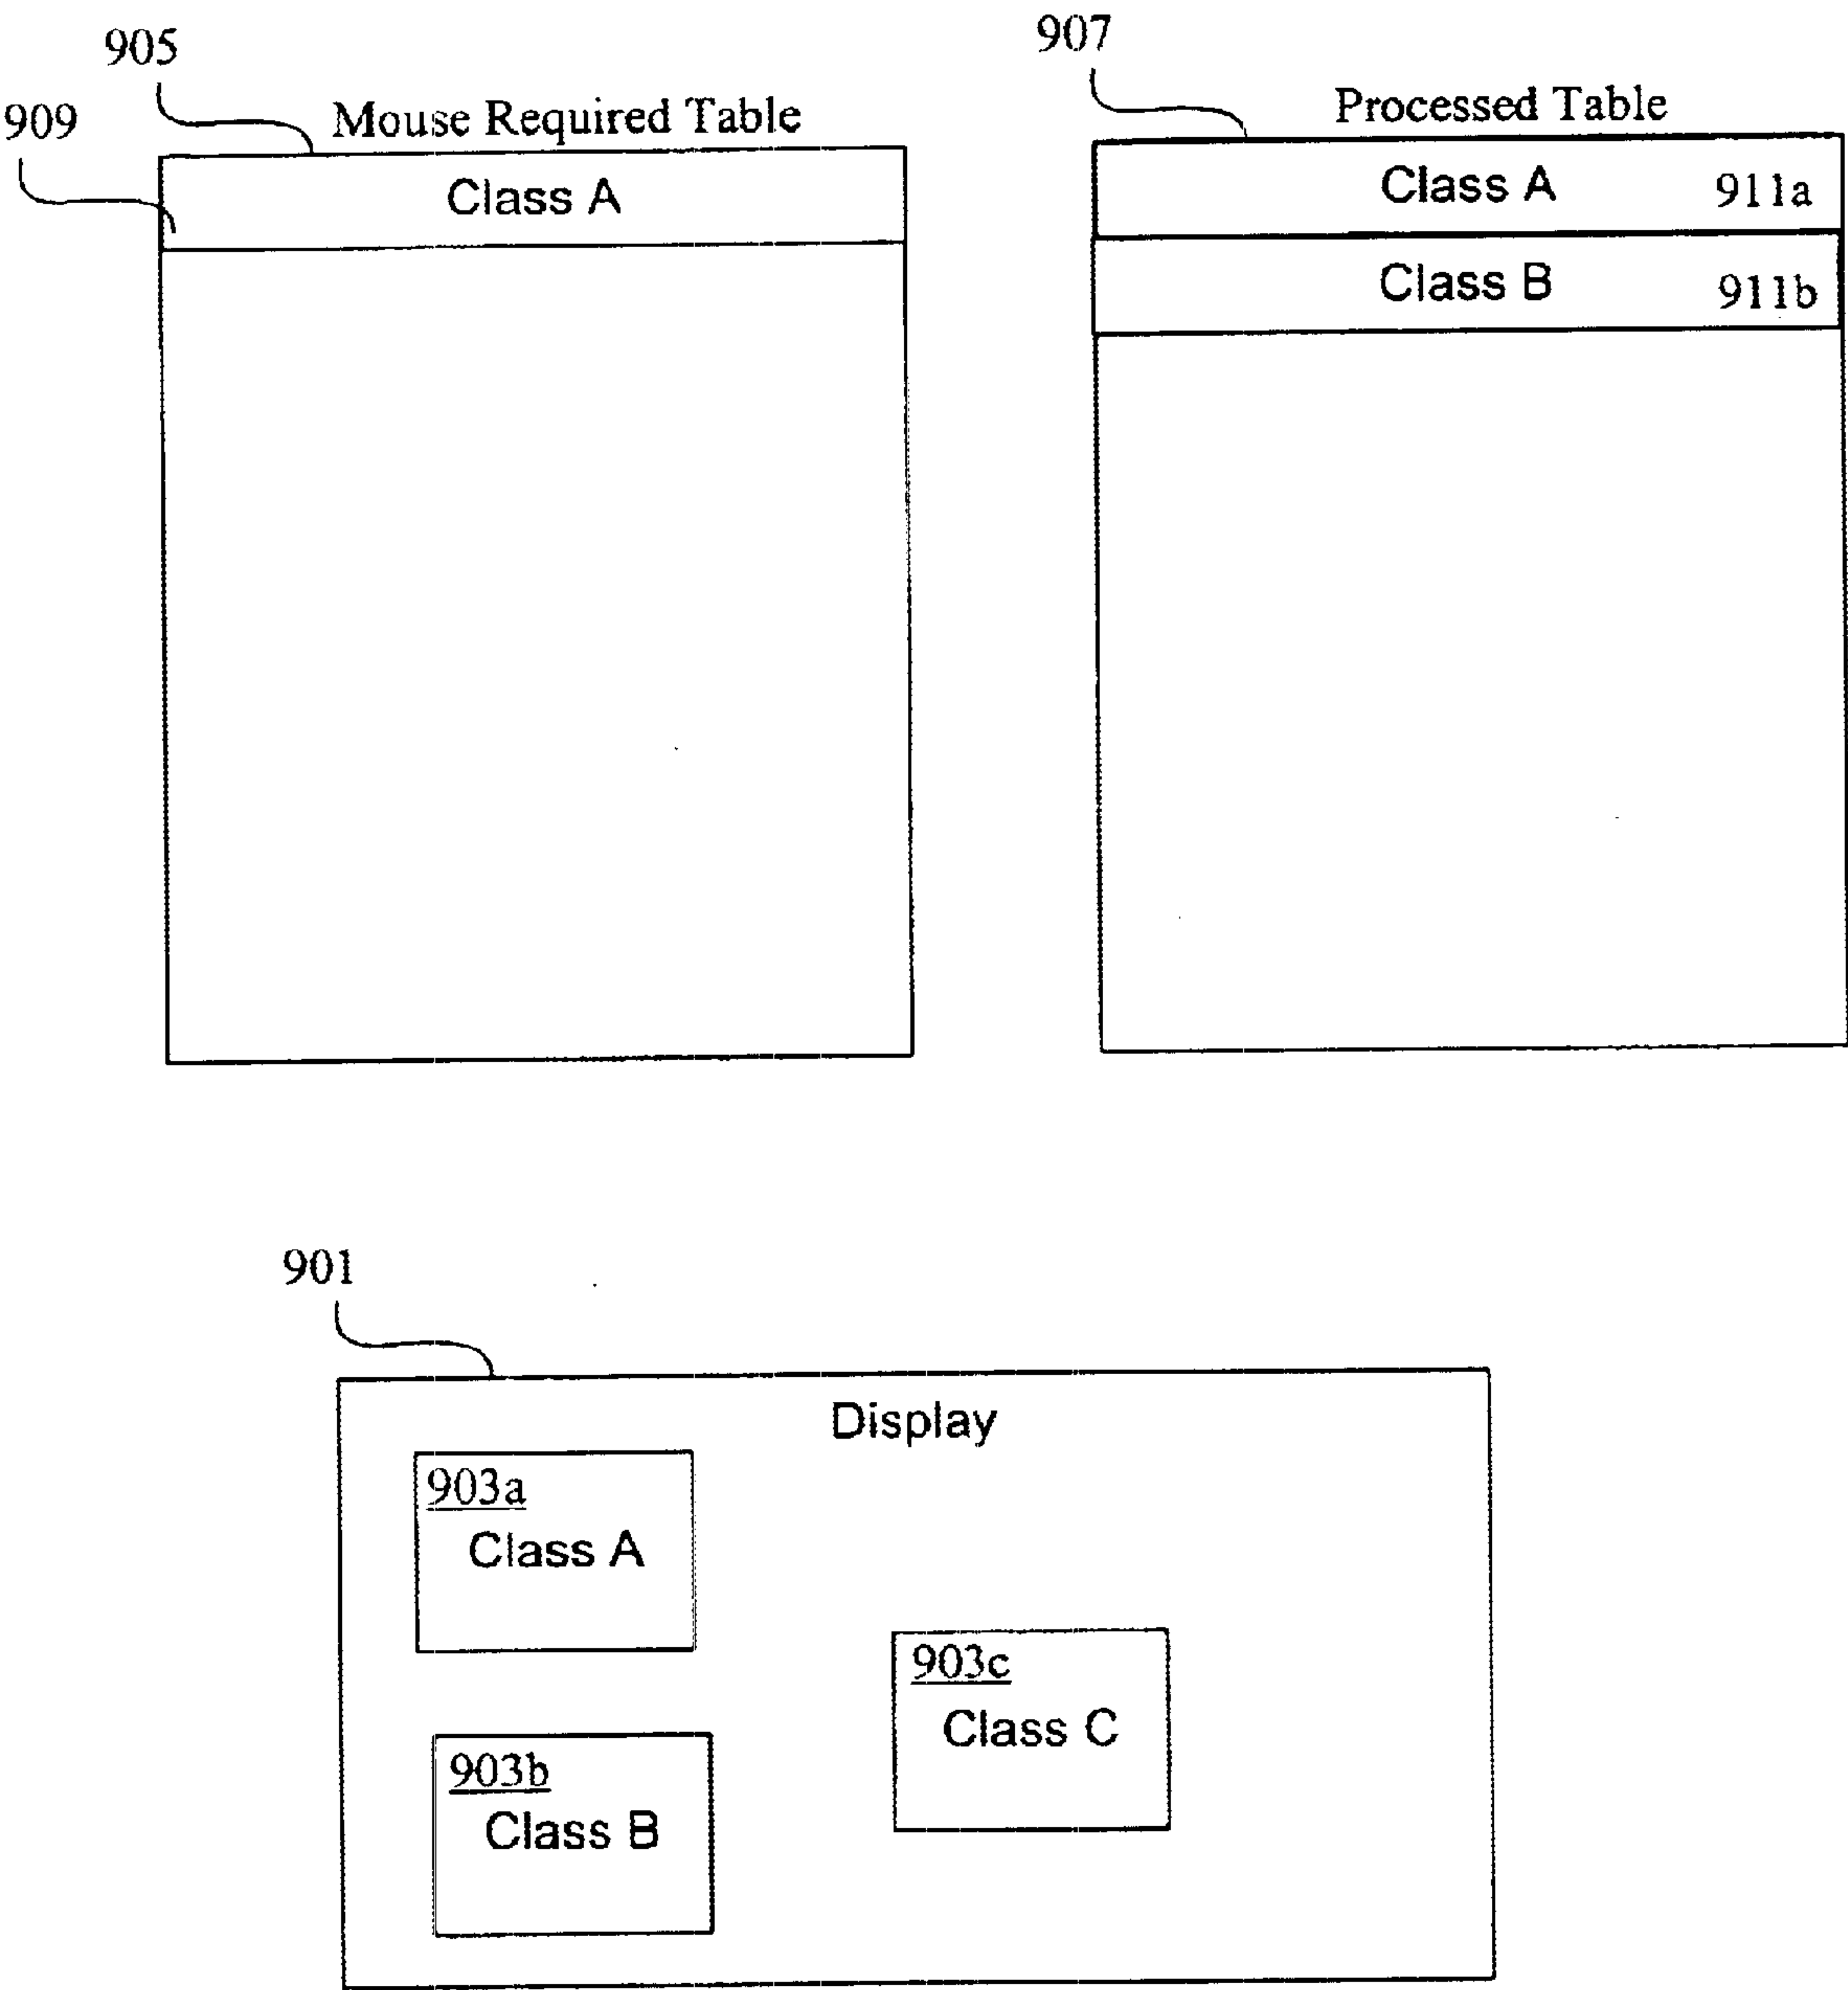 905
907
909
Mouse Required Table
Processed Table
Class A
Class A 911a
Class B 911b
901
Display
903a
Class A
903c
Class C
903b
Class B